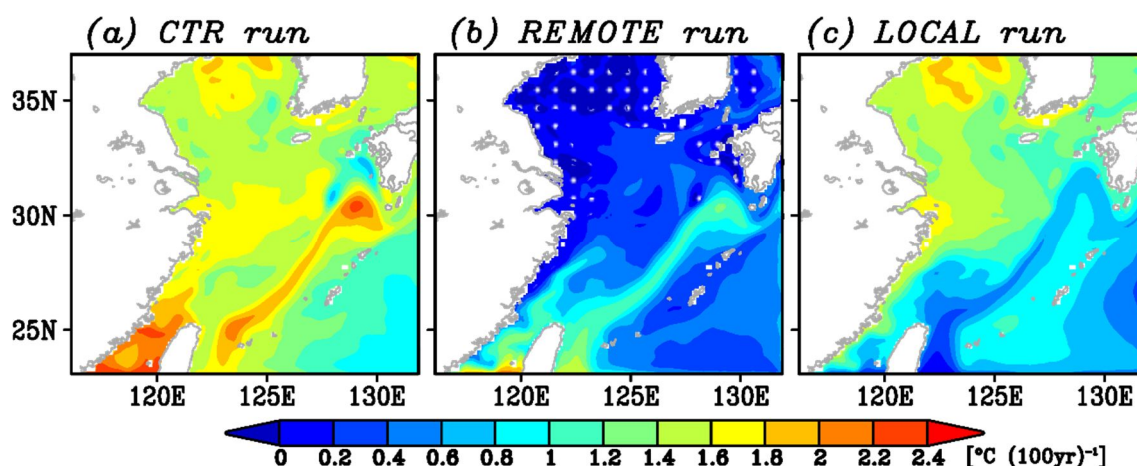 (a) CTR run (b) REMOTE run (c) LOCAL run
35N
30N
25N
120E 125E 130E 120E 125E 130E 120E 125E 130E
0 0.2 0.4 0.6 0.8 1 1.2 1.4 1.6 1.8 2 2.2 2.4 [°C (100yr)⁻¹]